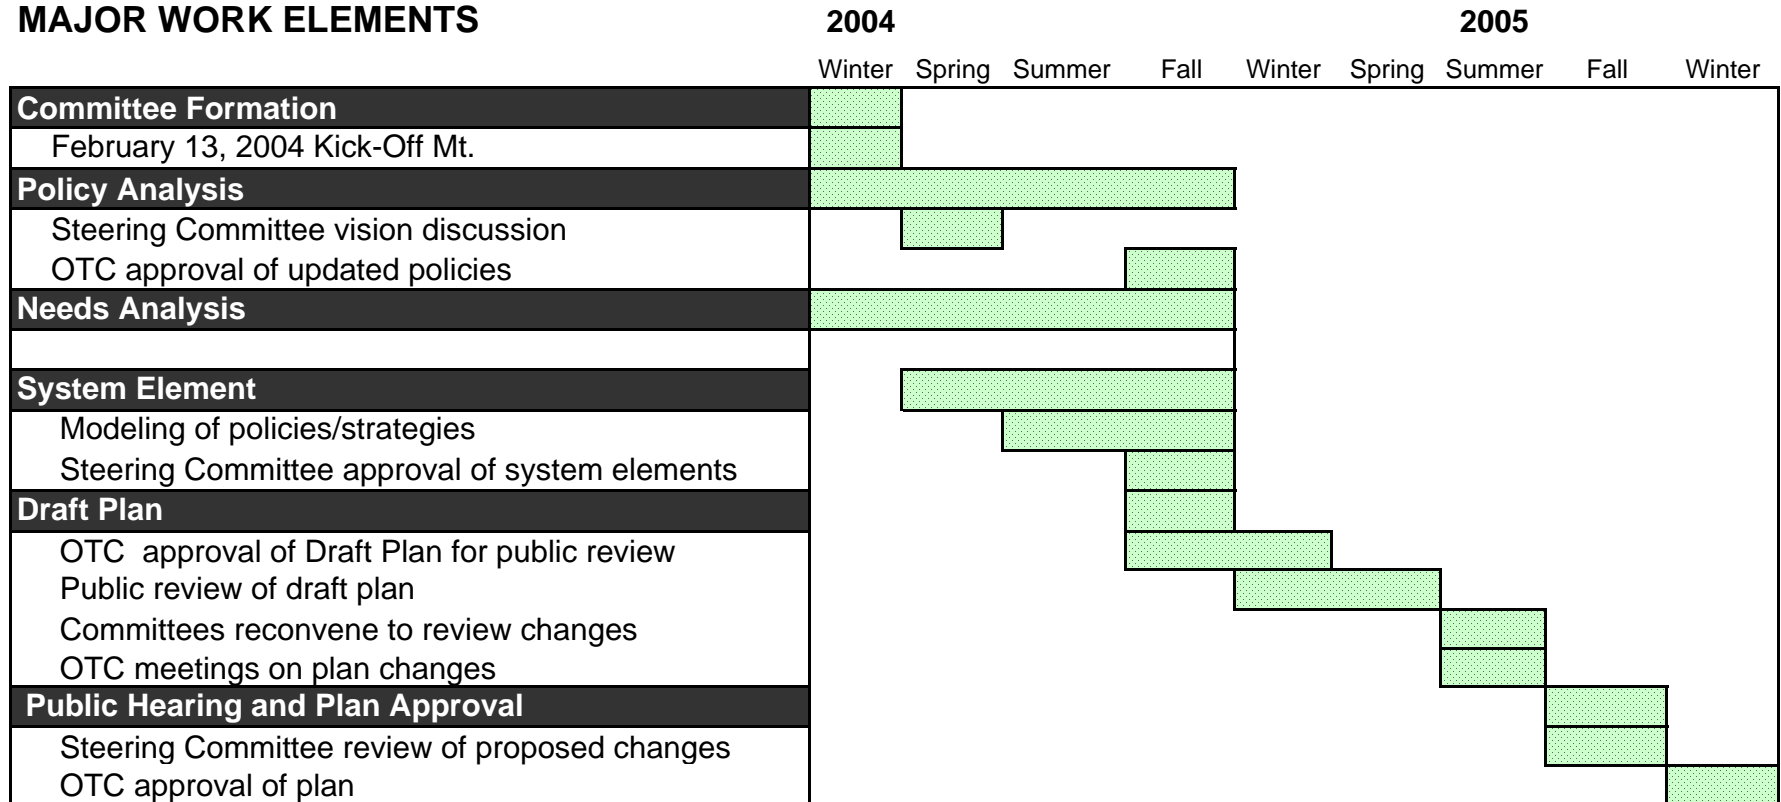 MAJOR WORK ELEMENTS 2004 2005
Winter Spring Summer Fall Winter Spring Summer Fall Winter
Committee Formation
February 13, 2004 Kick-Off Mt.
Policy Analysis
Steering Committee vision discussion
OTC approval of updated policies
Needs Analysis
System Element
Modeling of policies/strategies
Steering Committee approval of system elements
Draft Plan
OTC approval of Draft Plan for public review
Public review of draft plan
Committees reconvene to review changes
OTC meetings on plan changes
Public Hearing and Plan Approval
Steering Committee review of proposed changes
OTC approval of plan